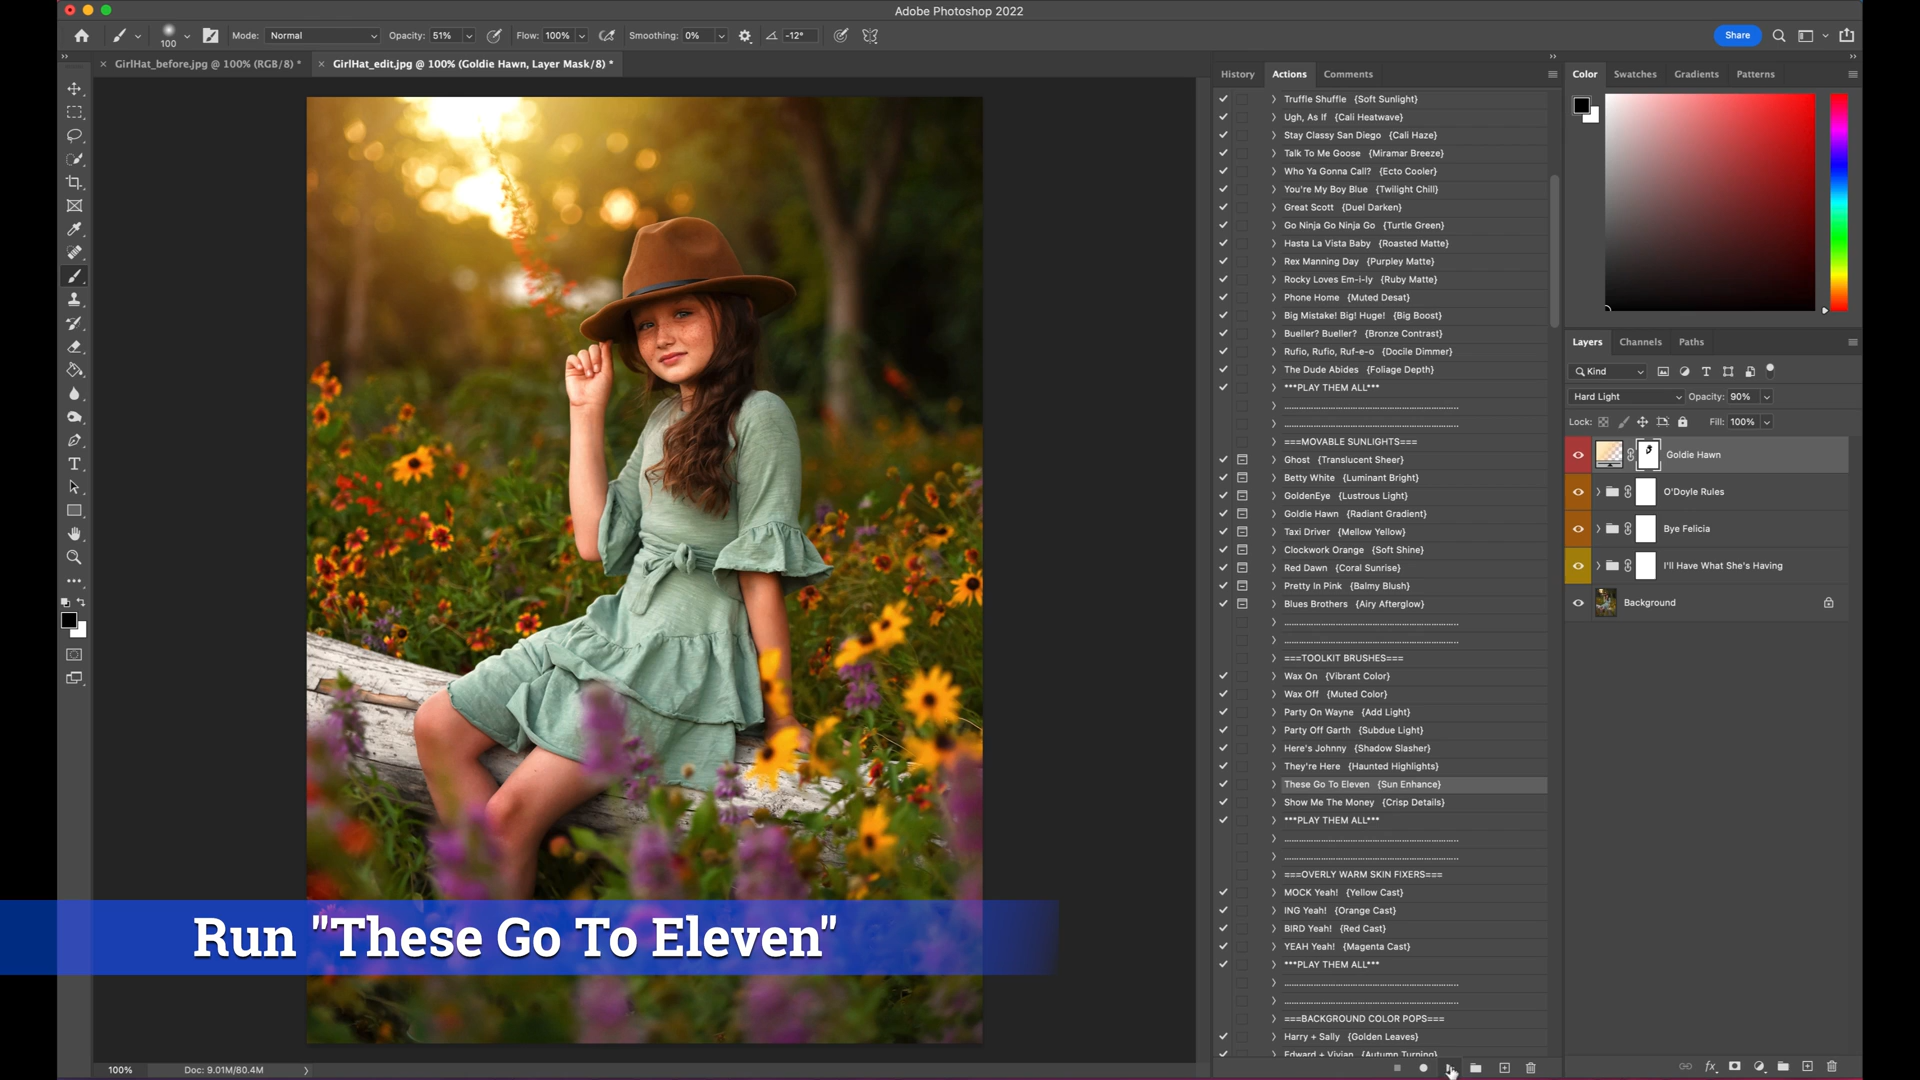 Adobe Photoshop 2022
100
Mode: Normal
Opacity: 51%
Flow: 100%
Smoothing: 0%
-12°
Share
GirlHat_before.jpg @ 100% (RGB/8) *
GirlHat_edit.jpg @ 100% (Goldie Hawn, Layer Mask/8) *
History Actions Comments
Truffle Shuffle {Soft Sunlight}
Ugh, As If {Cali Heatwave}
Stay Classy San Diego {Cali Haze}
Talk To Me Goose {Miramar Breeze}
Who Ya Gonna Call? {Ecto Cooler}
You're My Boy Blue {Twilight Chill}
Great Scott {Duel Darken}
Go Ninja Go Ninja Go {Turtle Green}
Hasta La Vista Baby {Roasted Matte}
Rex Manning Day {Purpley Matte}
Rocky Loves Em-i-ly {Ruby Matte}
Phone Home {Muted Desat}
Big Mistake! Big! Huge! {Big Boost}
Bueller? Bueller? {Bronze Contrast}
Rufio, Rufio, Ruf-e-o {Docile Dimmer}
The Dude Abides {Foliage Depth}
***PLAY THEM ALL***
===MOVABLE SUNLIGHTS===
Ghost {Translucent Sheer}
Betty White {Luminant Bright}
GoldenEye {Lustrous Light}
Goldie Hawn {Radiant Gradient}
Taxi Driver {Mellow Yellow}
Clockwork Orange {Soft Shine}
Red Dawn {Coral Sunrise}
Pretty In Pink {Balmy Blush}
Blues Brothers {Airy Afterglow}
===TOOLKIT BRUSHES===
Wax On {Vibrant Color}
Wax Off {Muted Color}
Party On Wayne {Add Light}
Party Off Garth {Subdue Light}
Here's Johnny {Shadow Slasher}
They're Here {Haunted Highlights}
These Go To Eleven {Sun Enhance}
Show Me The Money {Crisp Details}
***PLAY THEM ALL***
===OVERLY WARM SKIN FIXERS===
MOCK Yeah! {Yellow Cast}
ING Yeah! {Orange Cast}
BIRD Yeah! {Red Cast}
YEAH Yeah! {Magenta Cast}
***PLAY THEM ALL***
===BACKGROUND COLOR POPS===
Harry + Sally {Golden Leaves}
Edward + Vivian {Autumn Turning}
Color Swatches Gradients Patterns
Layers Channels Paths
Kind
Hard Light
Opacity: 90%
Lock:
Fill: 100%
Goldie Hawn
O'Doyle Rules
Bye Felicia
I'll Have What She's Having
Background
Run "These Go To Eleven"
100%
Doc: 9.01M/80.4M